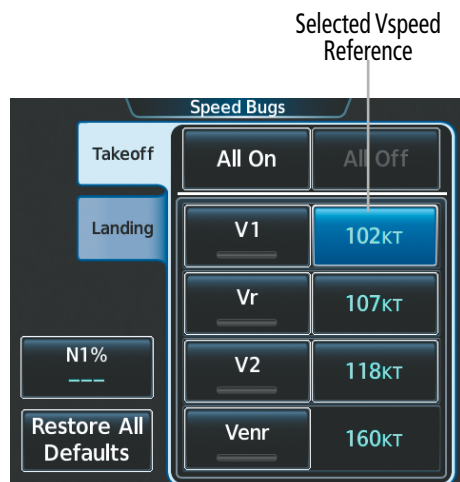 Selected Vspeed
Reference
Speed Bugs
Takeoff
All On
All Off
Landing
V1
102KT
Vr
107KT
N1%
___
V2
118KT
Restore All
Defaults
Venr
160KT